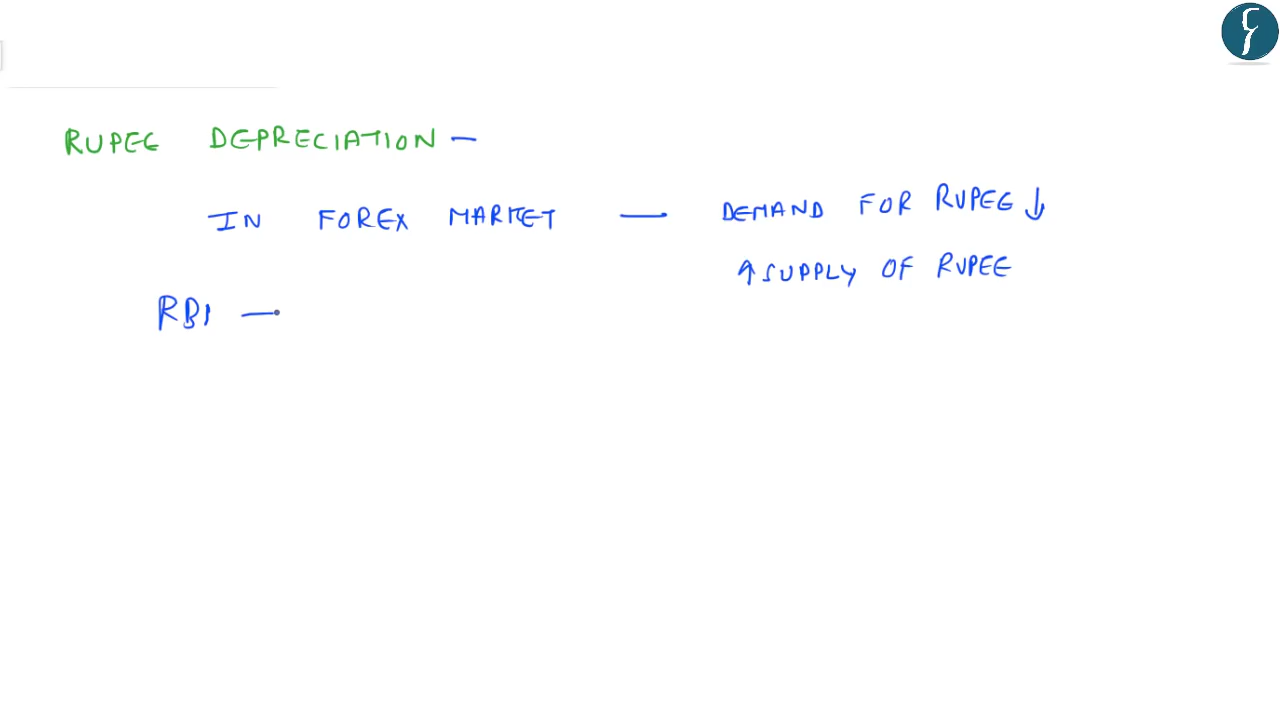 RUPEE DEPRECIATION -
IN FOREX MARKET — DEMAND FOR RUPEE ↓
↑ SUPPLY OF RUPEE
RBI —